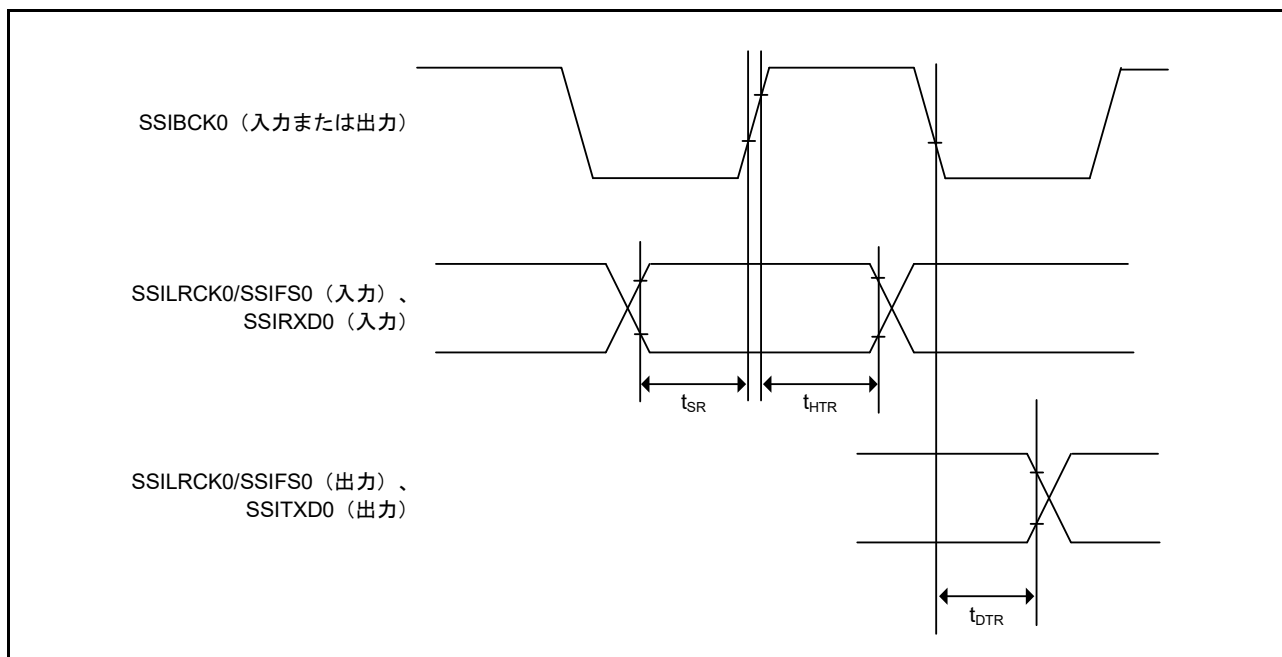 SSIBCK0（入力または出力）
SSILRCK0/SSIFS0（入力）、
SSIRXD0（入力）
tSR
tHTR
SSILRCK0/SSIFS0（出力）、
SSITXD0（出力）
tDTR